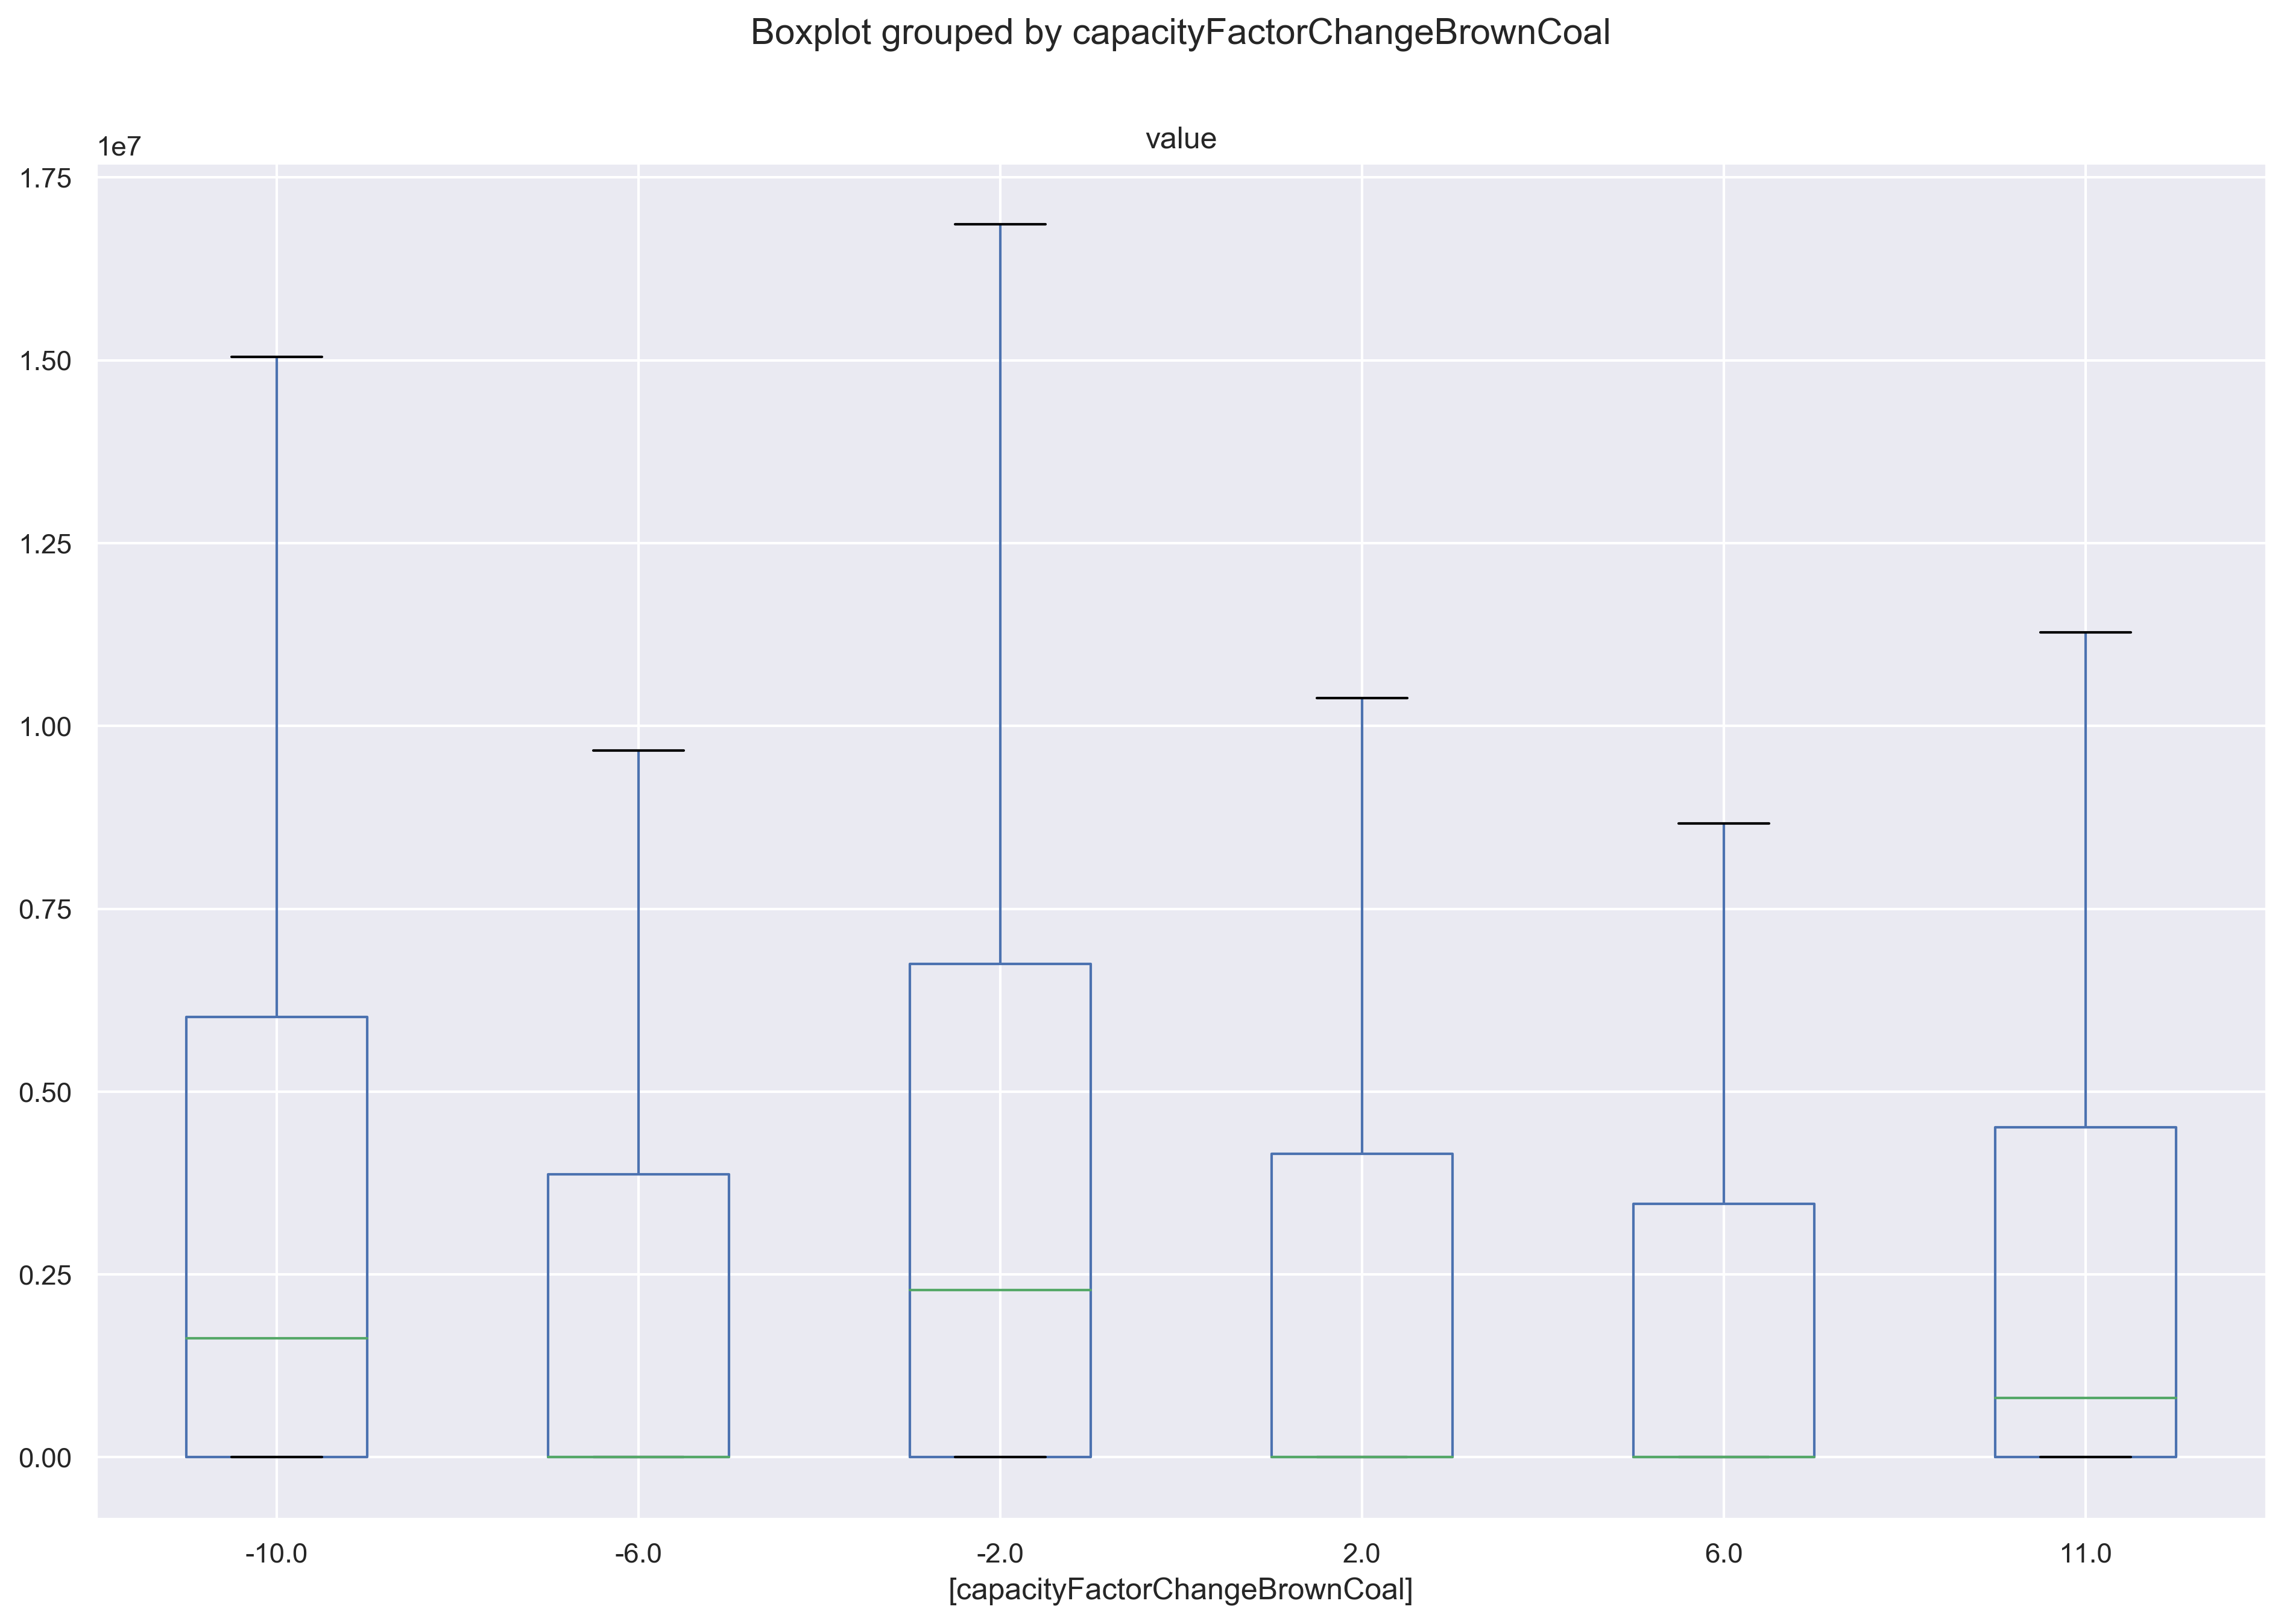 Boxplot grouped by capacityFactorChangeBrownCoal
value
1e7
1.75
1.50
1.25
1.00
0.75
0.50
0.25
0.00
-10.0 -6.0 -2.0 2.0 6.0 11.0
[capacityFactorChangeBrownCoal]